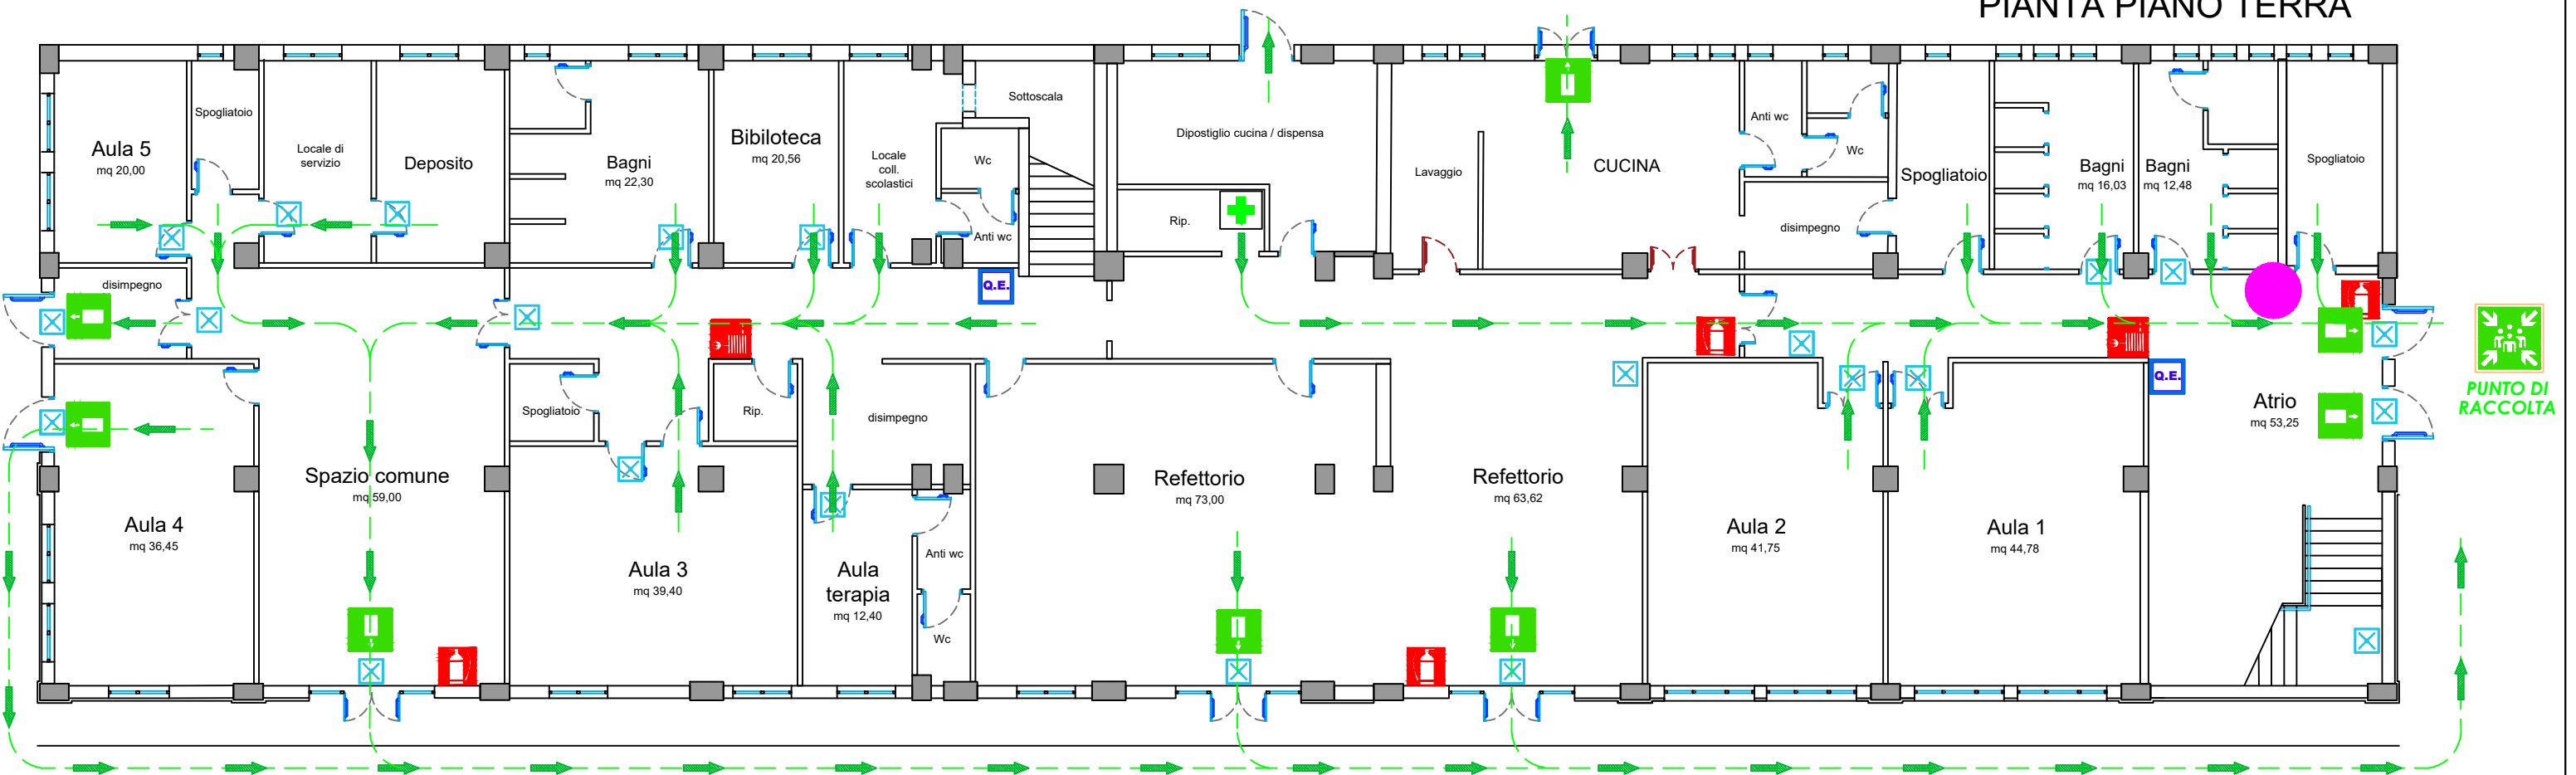 PIANTA PIANO TERRA
Aula 5
mq 20,00
Spogliatoio
Locale di
servizio
Deposito
Bagni
mq 22,30
Bibiloteca
mq 20,56
Locale
coll.
scolastici
Wc
Anti wc
Sottoscala
Dipostiglio cucina / dispensa
Rip.
Lavaggio
CUCINA
Anti wc
Wc
disimpegno
Spogliatoio
Bagni
mq 16,03
Bagni
mq 12,48
Spogliatoio
disimpegno
Q.E.
Q.E.
PUNTO DI
RACCOLTA
Spogliatoio
Rip.
disimpegno
Atrio
mq 53,25
Spazio comune
mq 59,00
Refettorio
mq 73,00
Refettorio
mq 63,62
Aula 4
mq 36,45
Aula 3
mq 39,40
Aula
terapia
mq 12,40
Anti wc
Wc
Aula 2
mq 41,75
Aula 1
mq 44,78